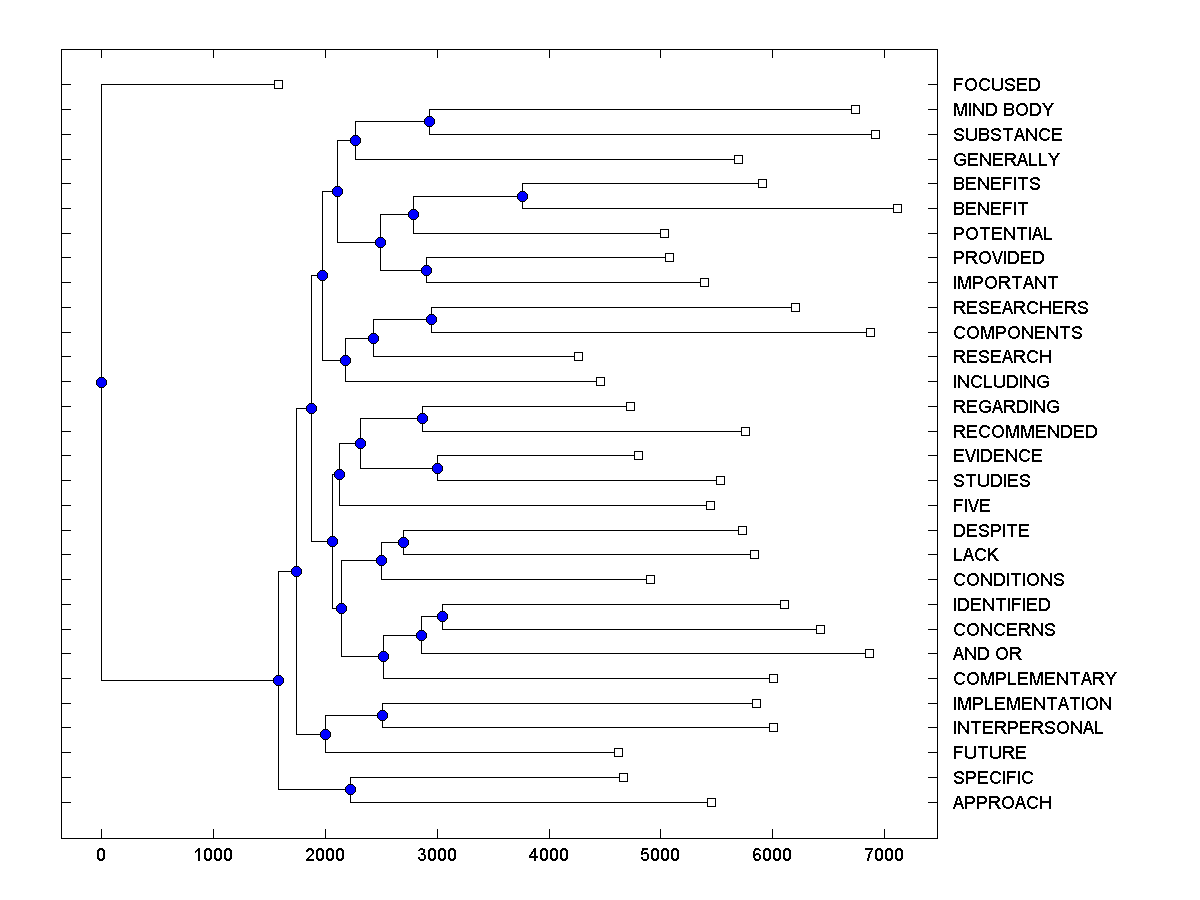 FOCUSED
MIND BODY
SUBSTANCE
GENERALLY
BENEFITS
BENEFIT
POTENTIAL
PROVIDED
IMPORTANT
RESEARCHERS
COMPONENTS
RESEARCH
INCLUDING
REGARDING
RECOMMENDED
EVIDENCE
STUDIES
FIVE
DESPITE
LACK
CONDITIONS
IDENTIFIED
CONCERNS
AND OR
COMPLEMENTARY
IMPLEMENTATION
INTERPERSONAL
FUTURE
SPECIFIC
APPROACH
0 1000 2000 3000 4000 5000 6000 7000